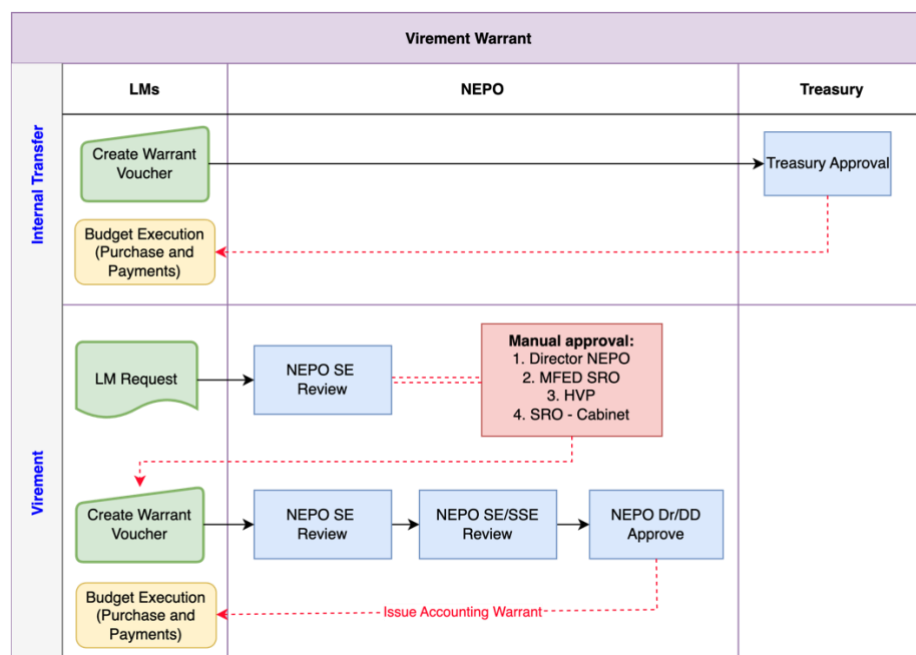 Virement Warrant
LMs
NEPO
Treasury
Internal Transfer
Create Warrant
Voucher
Treasury Approval
Budget Execution
(Purchase and
Payments)
Virement
LM Request
NEPO SE
Review
Manual approval:
1. Director NEPO
2. MFED SRO
3. HVP
4. SRO - Cabinet
Create Warrant
Voucher
NEPO SE
Review
NEPO SE/SSE
Review
NEPO Dr/DD
Approve
Budget Execution
(Purchase and
Payments)
Issue Accounting Warrant